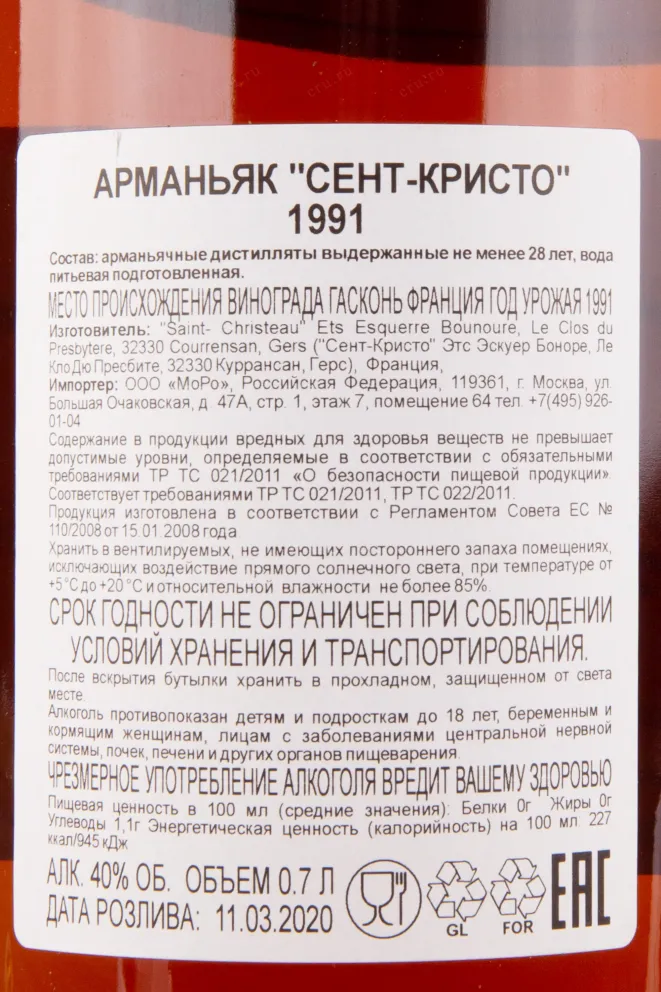 cru.ru cru.ru cru.ru
АРМАНЬЯК "СЕНТ-КРИСТО"
1991
Состав: арманьячные дистилляты выдержанные не менее 28 лет, вода
питьевая подготовленная.
МЕСТО ПРОИСХОЖДЕНИЯ ВИНОГРАДА ГАСКОНЬ ФРАНЦИЯ ГОД УРОЖАЯ 1991
Изготовитель: "Saint- Christeau" Ets Esquerre Bounoure, Le Clos du
Presbytere, 32330 Courrensan, Gers ("Сент-Кристо" Этс Эскуер Боноре, Ле
Кло Дю Пресбите, 32330 Куррансан, Герс), Франция,
Импортер: ООО «МоРо», Российская Федерация, 119361, г. Москва, ул.
Большая Очаковская, д. 47А, стр. 1, этаж 7, помещение 64 тел. +7(495) 926-
01-04
Содержание в продукции вредных для здоровья веществ не превышает
допустимые уровни, определяемые в соответствии с обязательными
требованиями ТР ТС 021/2011 «О безопасности пищевой продукции».
Соответствует требованиями ТР ТС 021/2011, ТР ТС 022/2011.
Продукция изготовлена в соответствии с Регламентом Совета ЕС №
110/2008 от 15.01.2008 года
Хранить в вентилируемых, не имеющих постороннего запаха помещениях,
исключающих воздействие прямого солнечного света, при температуре от
+5°С до +20°С и относительной влажности не более 85%.
СРОК ГОДНОСТИ НЕ ОГРАНИЧЕН ПРИ СОБЛЮДЕНИИ
УСЛОВИЙ ХРАНЕНИЯ И ТРАНСПОРТИРОВАНИЯ.
После вскрытия бутылки хранить в прохладном, защищенном от света
месте.
Алкоголь противопоказан детям и подросткам до 18 лет, беременным и
кормящим женщинам, лицам с заболеваниями центральной нервной
системы, почек, печени и других органов пищеварения.
ЧРЕЗМЕРНОЕ УПОТРЕБЛЕНИЕ АЛКОГОЛЯ ВРЕДИТ ВАШЕМУ ЗДОРОВЬЮ
Пищевая ценность в 100 мл (средние значения): Белки 0г Жиры 0г
Углеводы 1,1г Энергетическая ценность (калорийность) на 100 мл: 227
ккал/945 кДж
АЛК. 40% ОБ. ОБЪЕМ 0.7 Л
ДАТА РОЗЛИВА: 11.03.2020
GL FOR EAC